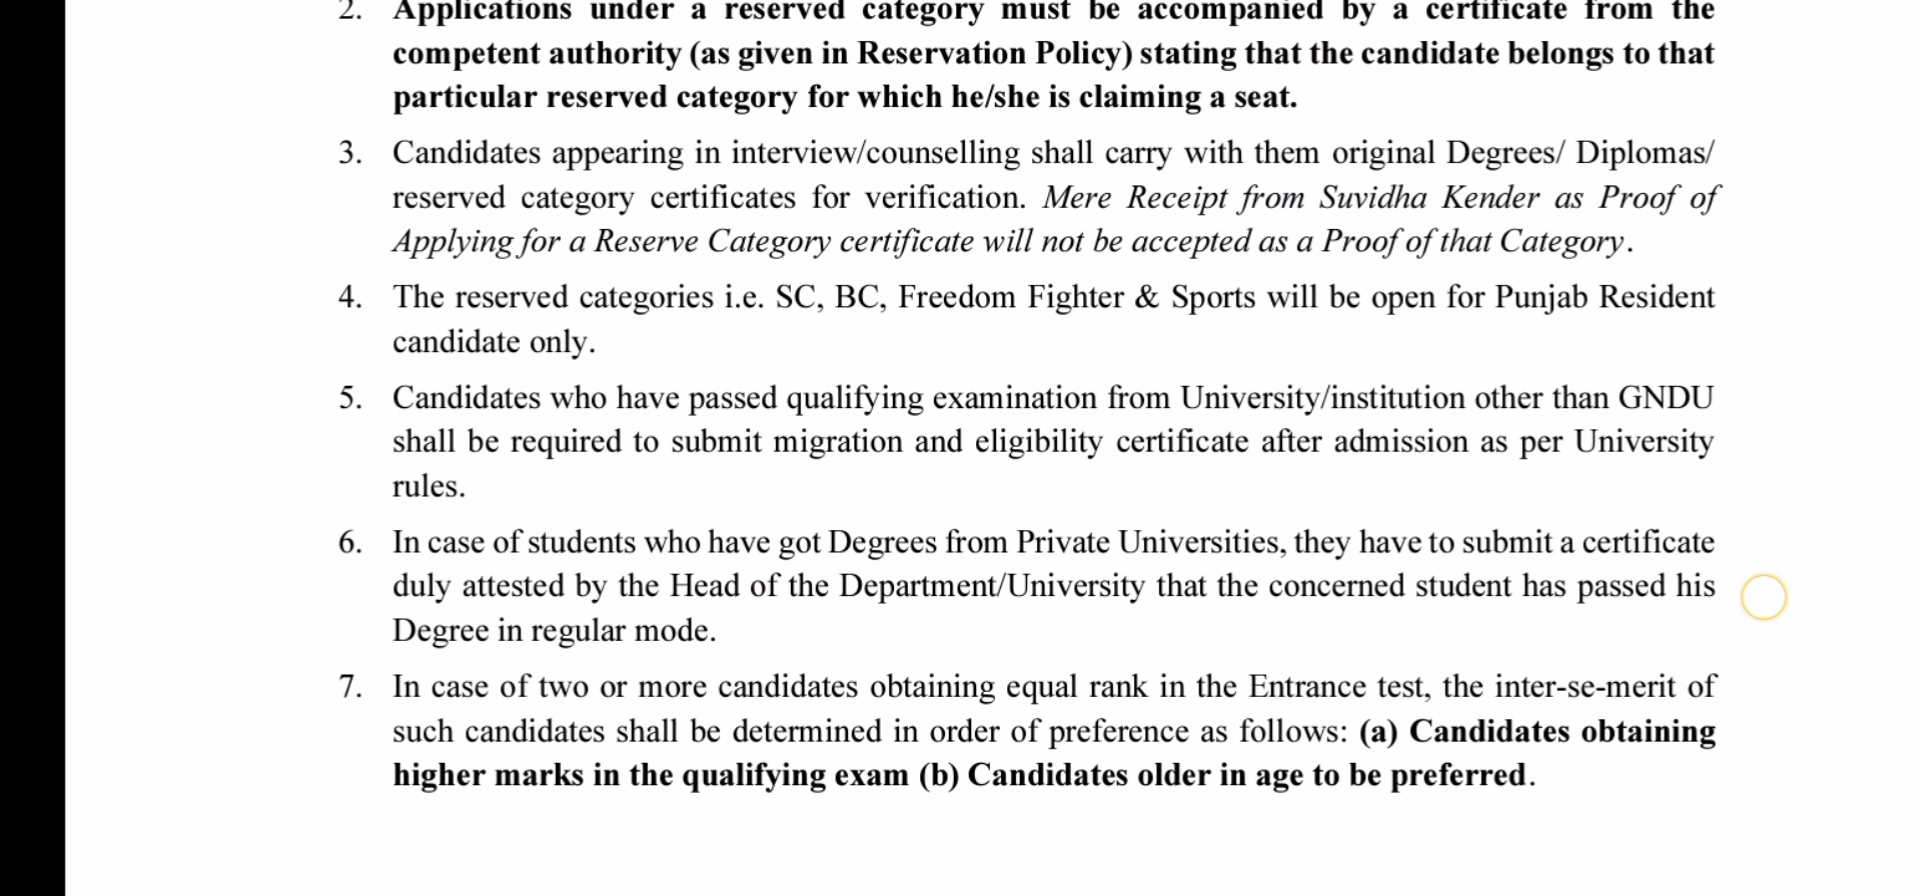 2. Applications under a reserved category must be accompanied by a certificate from the
competent authority (as given in Reservation Policy) stating that the candidate belongs to that
particular reserved category for which he/she is claiming a seat.
3. Candidates appearing in interview/counselling shall carry with them original Degrees/ Diplomas/
reserved category certificates for verification. Mere Receipt from Suvidha Kender as Proof of
Applying for a Reserve Category certificate will not be accepted as a Proof of that Category.
4. The reserved categories i.e. SC, BC, Freedom Fighter & Sports will be open for Punjab Resident
candidate only.
5. Candidates who have passed qualifying examination from University/institution other than GNDU
shall be required to submit migration and eligibility certificate after admission as per University
rules.
6. In case of students who have got Degrees from Private Universities, they have to submit a certificate
duly attested by the Head of the Department/University that the concerned student has passed his
Degree in regular mode.
7. In case of two or more candidates obtaining equal rank in the Entrance test, the inter-se-merit of
such candidates shall be determined in order of preference as follows: (a) Candidates obtaining
higher marks in the qualifying exam (b) Candidates older in age to be preferred.